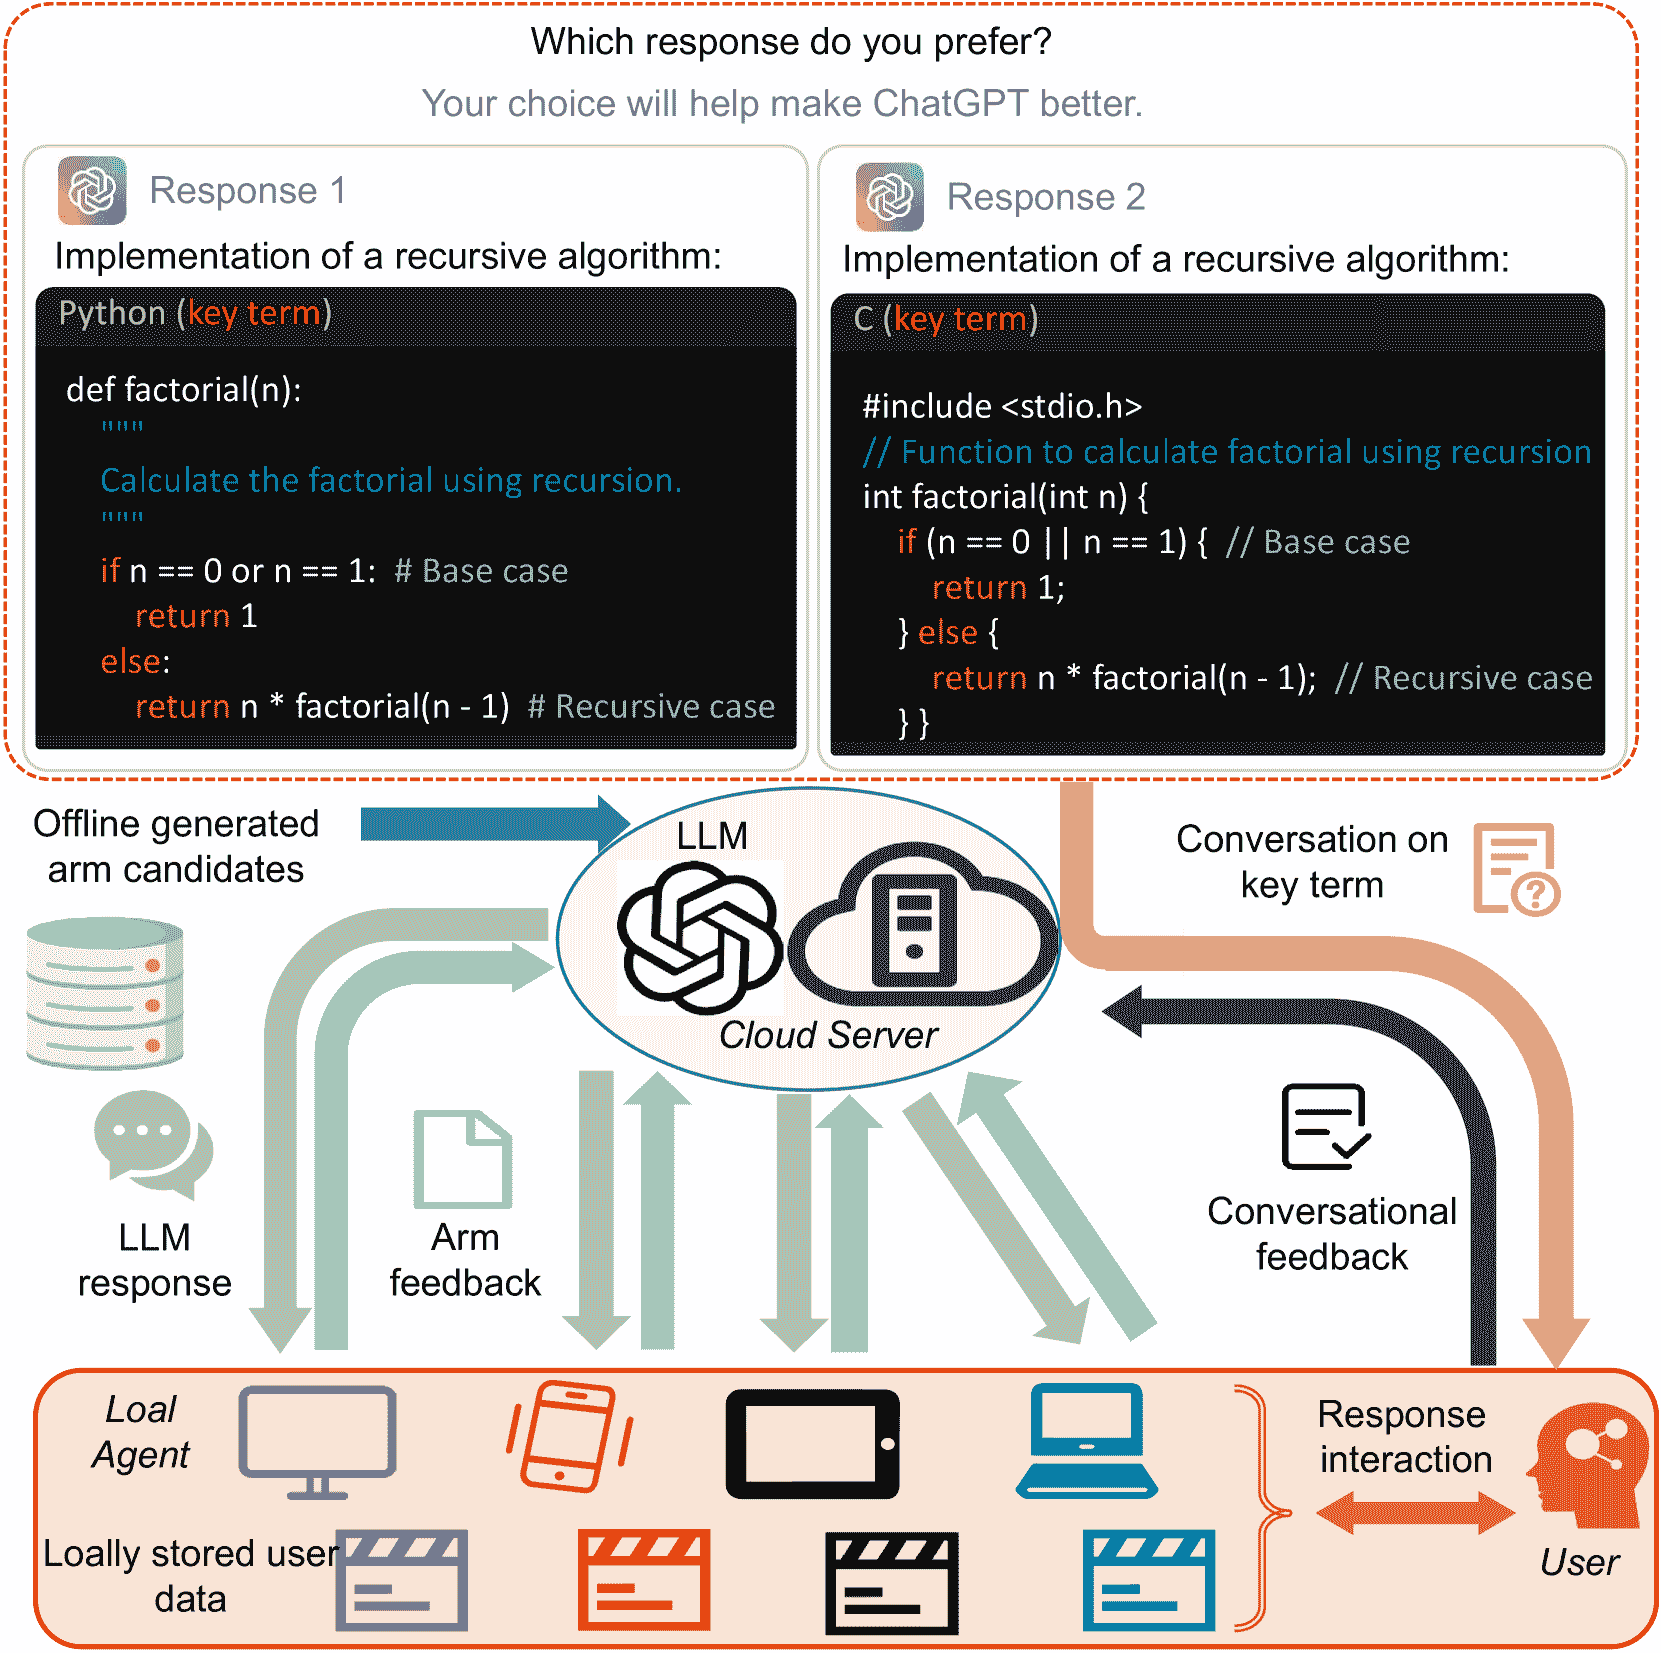 Which response do you prefer?
Your choice will help make ChatGPT better.
Response 1
Implementation of a recursive algorithm:
Python (key term)
def factorial(n):
"""
Calculate the factorial using recursion.
"""
if n == 0 or n == 1:  # Base case
return 1
else:
return n * factorial(n - 1)  # Recursive case
Response 2
Implementation of a recursive algorithm:
C (key term)
#include <stdio.h>
// Function to calculate factorial using recursion
int factorial(int n) {
if (n == 0 || n == 1) {  // Base case
return 1;
} else {
return n * factorial(n - 1);  // Recursive case
} }
Offline generated
arm candidates
LLM
Cloud Server
Conversation on
key term
?
LLM
response
Arm
feedback
Conversational
feedback
Loal
Agent
Response
interaction
Loally stored user
data
User